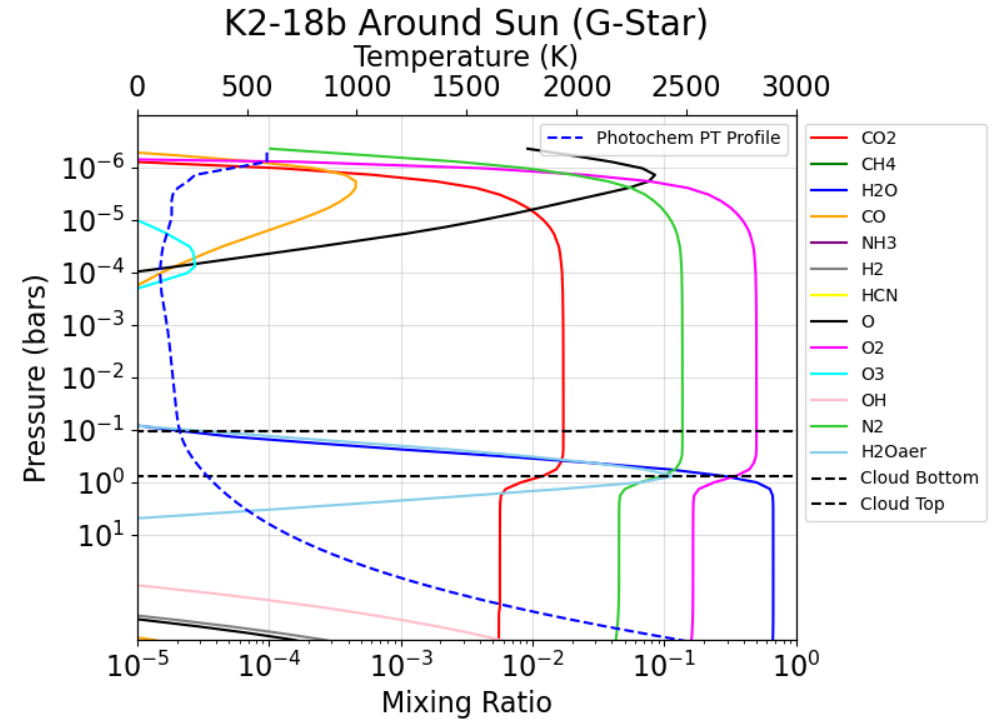 K2-18b Around Sun (G-Star)
Temperature (K)
0 500 1000 1500 2000 2500 3000
Photochem PT Profile
Pressure (bars)
10⁻⁶
10⁻⁵
10⁻⁴
10⁻³
10⁻²
10⁻¹
10⁰
10¹
10⁻⁵ 10⁻⁴ 10⁻³ 10⁻² 10⁻¹ 10⁰
Mixing Ratio
CO2
CH4
H2O
CO
NH3
H2
HCN
O
O2
O3
OH
N2
H2Oaer
Cloud Bottom
Cloud Top